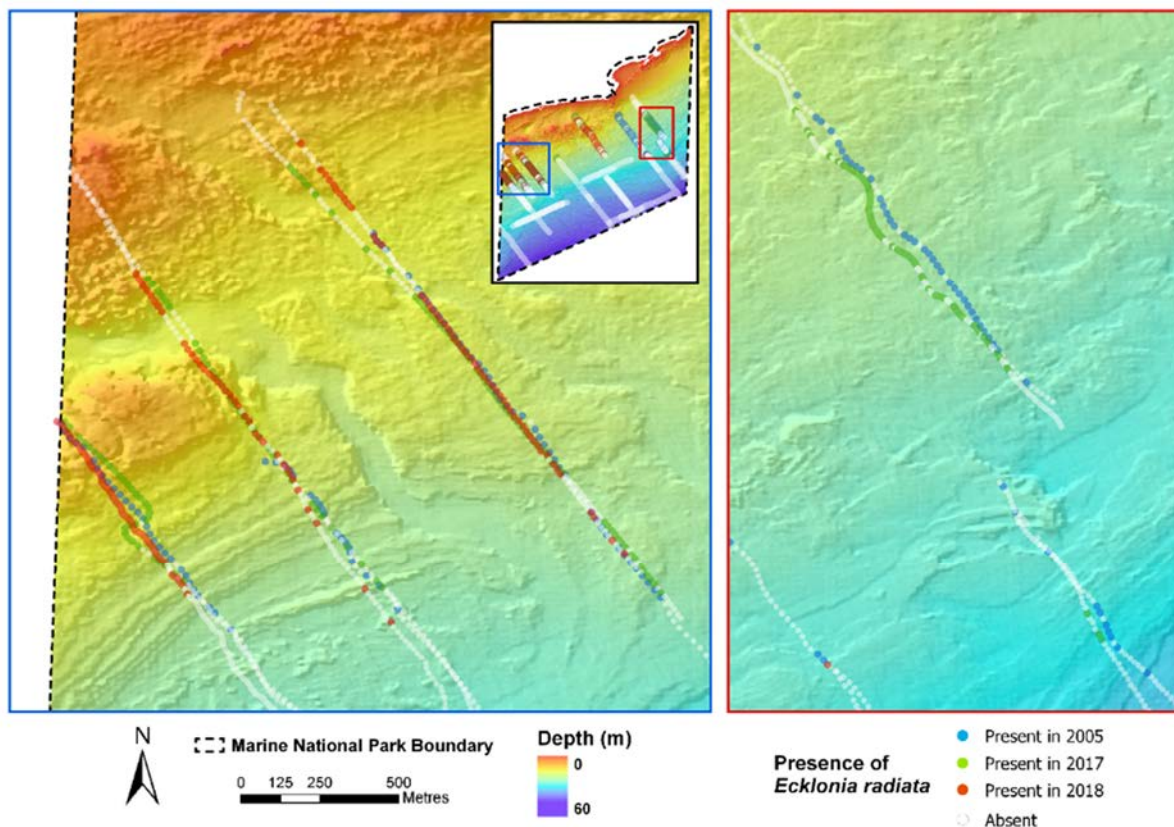 N
Marine National Park Boundary
0 125 250 500
Metres
Depth (m)
0
60
Presence of
Ecklonia radiata
Present in 2005
Present in 2017
Present in 2018
Absent